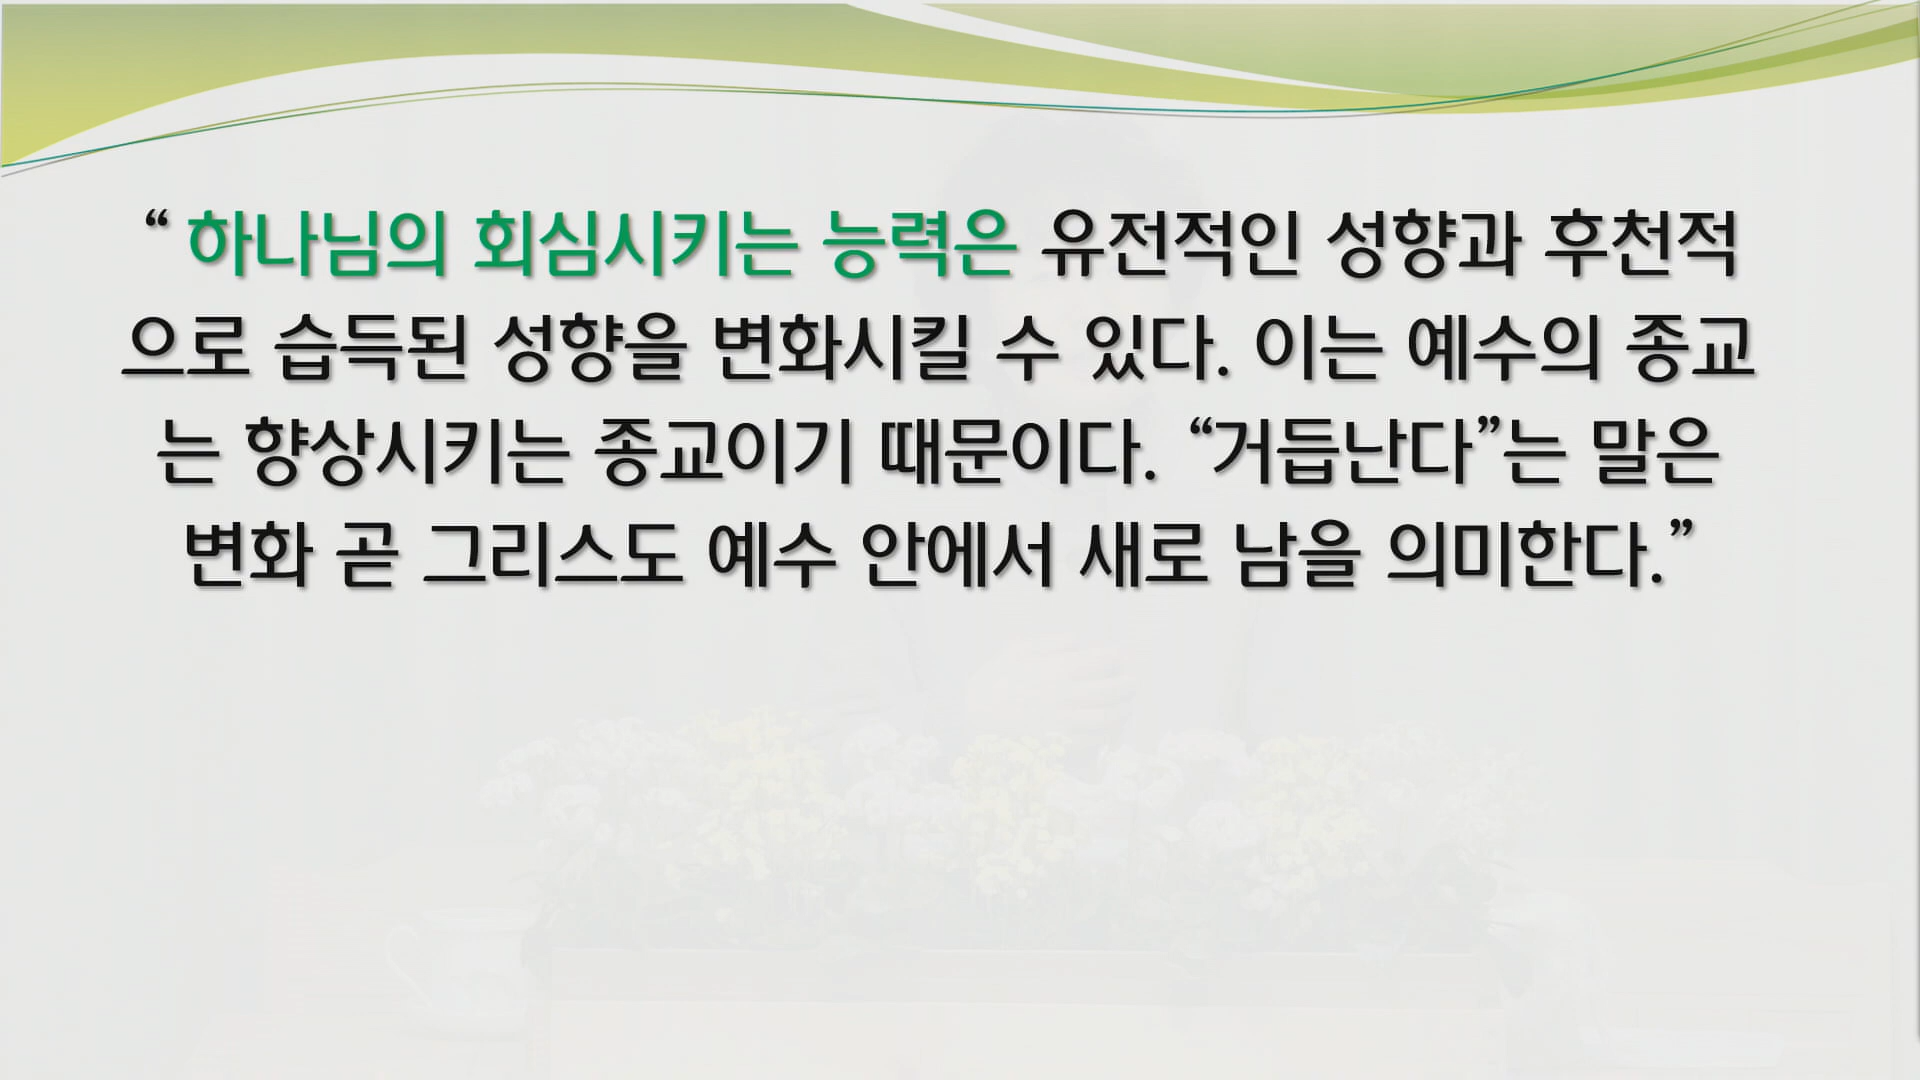 “ 하나님의 회심시키는 능력은 유전적인 성향과 후천적
으로 습득된 성향을 변화시킬 수 있다. 이는 예수의 종교
는 향상시키는 종교이기 때문이다. “거듭난다”는 말은
변화 곧 그리스도 예수 안에서 새로 남을 의미한다.”